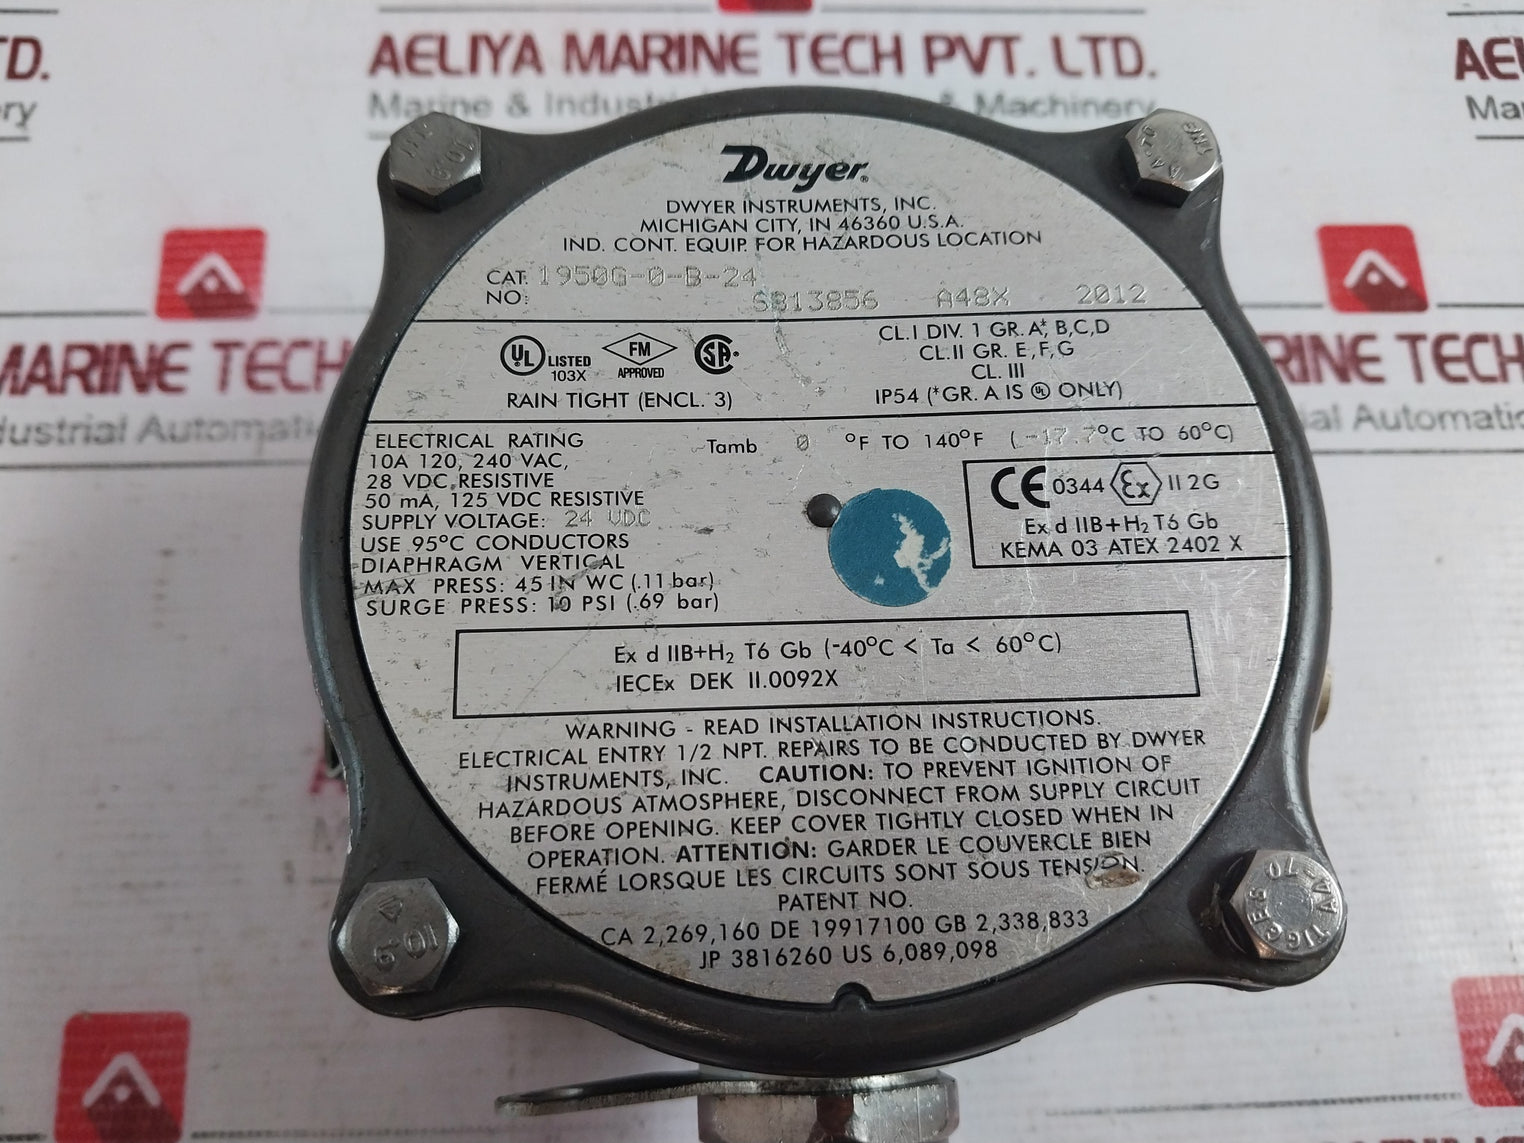 AELIYA MARINE TECH PVT. LTD.
LTD.
Dwyer®
DWYER INSTRUMENTS, INC.
MICHIGAN CITY, IN 46360 U.S.A.
IND. CONT. EQUIP. FOR HAZARDOUS LOCATION
CAT. NO: 1950G-0-B-24
SB13856 A48X 2012
UL LISTED 103X FM APPROVED SA
RAIN TIGHT (ENCL. 3)
CL.I DIV. 1 GR. A*, B,C,D
CL.II GR. E,F,G
CL. III
IP54 (*GR. A IS UL ONLY)
ELECTRICAL RATING
10A 120, 240 VAC,
28 VDC RESISTIVE
50 mA, 125 VDC RESISTIVE
SUPPLY VOLTAGE: 24 VDC
USE 95°C CONDUCTORS
DIAPHRAGM VERTICAL
MAX PRESS: 45 IN WC (.11 bar)
SURGE PRESS: 10 PSI (.69 bar)
Tamb 0 °F TO 140°F (-17.7°C TO 60°C)
CE 0344 Ex II 2G
Ex d IIB+H₂ T6 Gb
KEMA 03 ATEX 2402 X
Ex d IIB+H₂ T6 Gb (-40°C < Ta < 60°C)
IECEx DEK II.0092X
WARNING - READ INSTALLATION INSTRUCTIONS.
ELECTRICAL ENTRY 1/2 NPT. REPAIRS TO BE CONDUCTED BY DWYER
INSTRUMENTS, INC. CAUTION: TO PREVENT IGNITION OF
HAZARDOUS ATMOSPHERE, DISCONNECT FROM SUPPLY CIRCUIT
BEFORE OPENING. KEEP COVER TIGHTLY CLOSED WHEN IN
OPERATION. ATTENTION: GARDER LE COUVERCLE BIEN
FERMÉ LORSQUE LES CIRCUITS SONT SOUS TENSION.
PATENT NO.
CA 2,269,160 DE 19917100 GB 2,338,833
JP 3816260 US 6,089,098
MARINE TECH